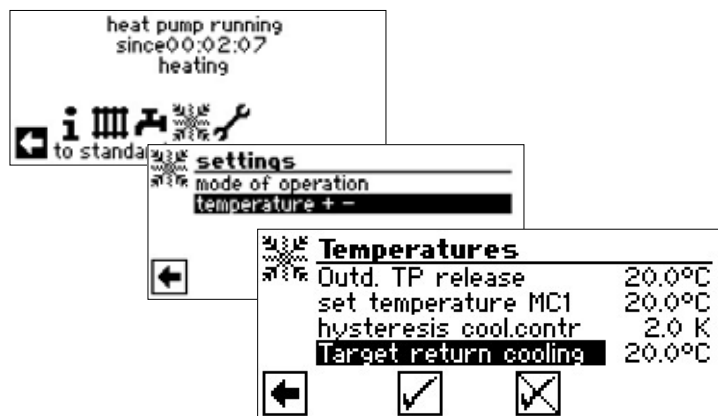 heat pump running
since00:02:07
heating
to standa
settings
mode of operation
temperature + -
Temperatures
Outd. TP release 20.0°C
set temperature MC1 20.0°C
hysteresis cool.contr 2.0 K
Target return cooling 20.0°C